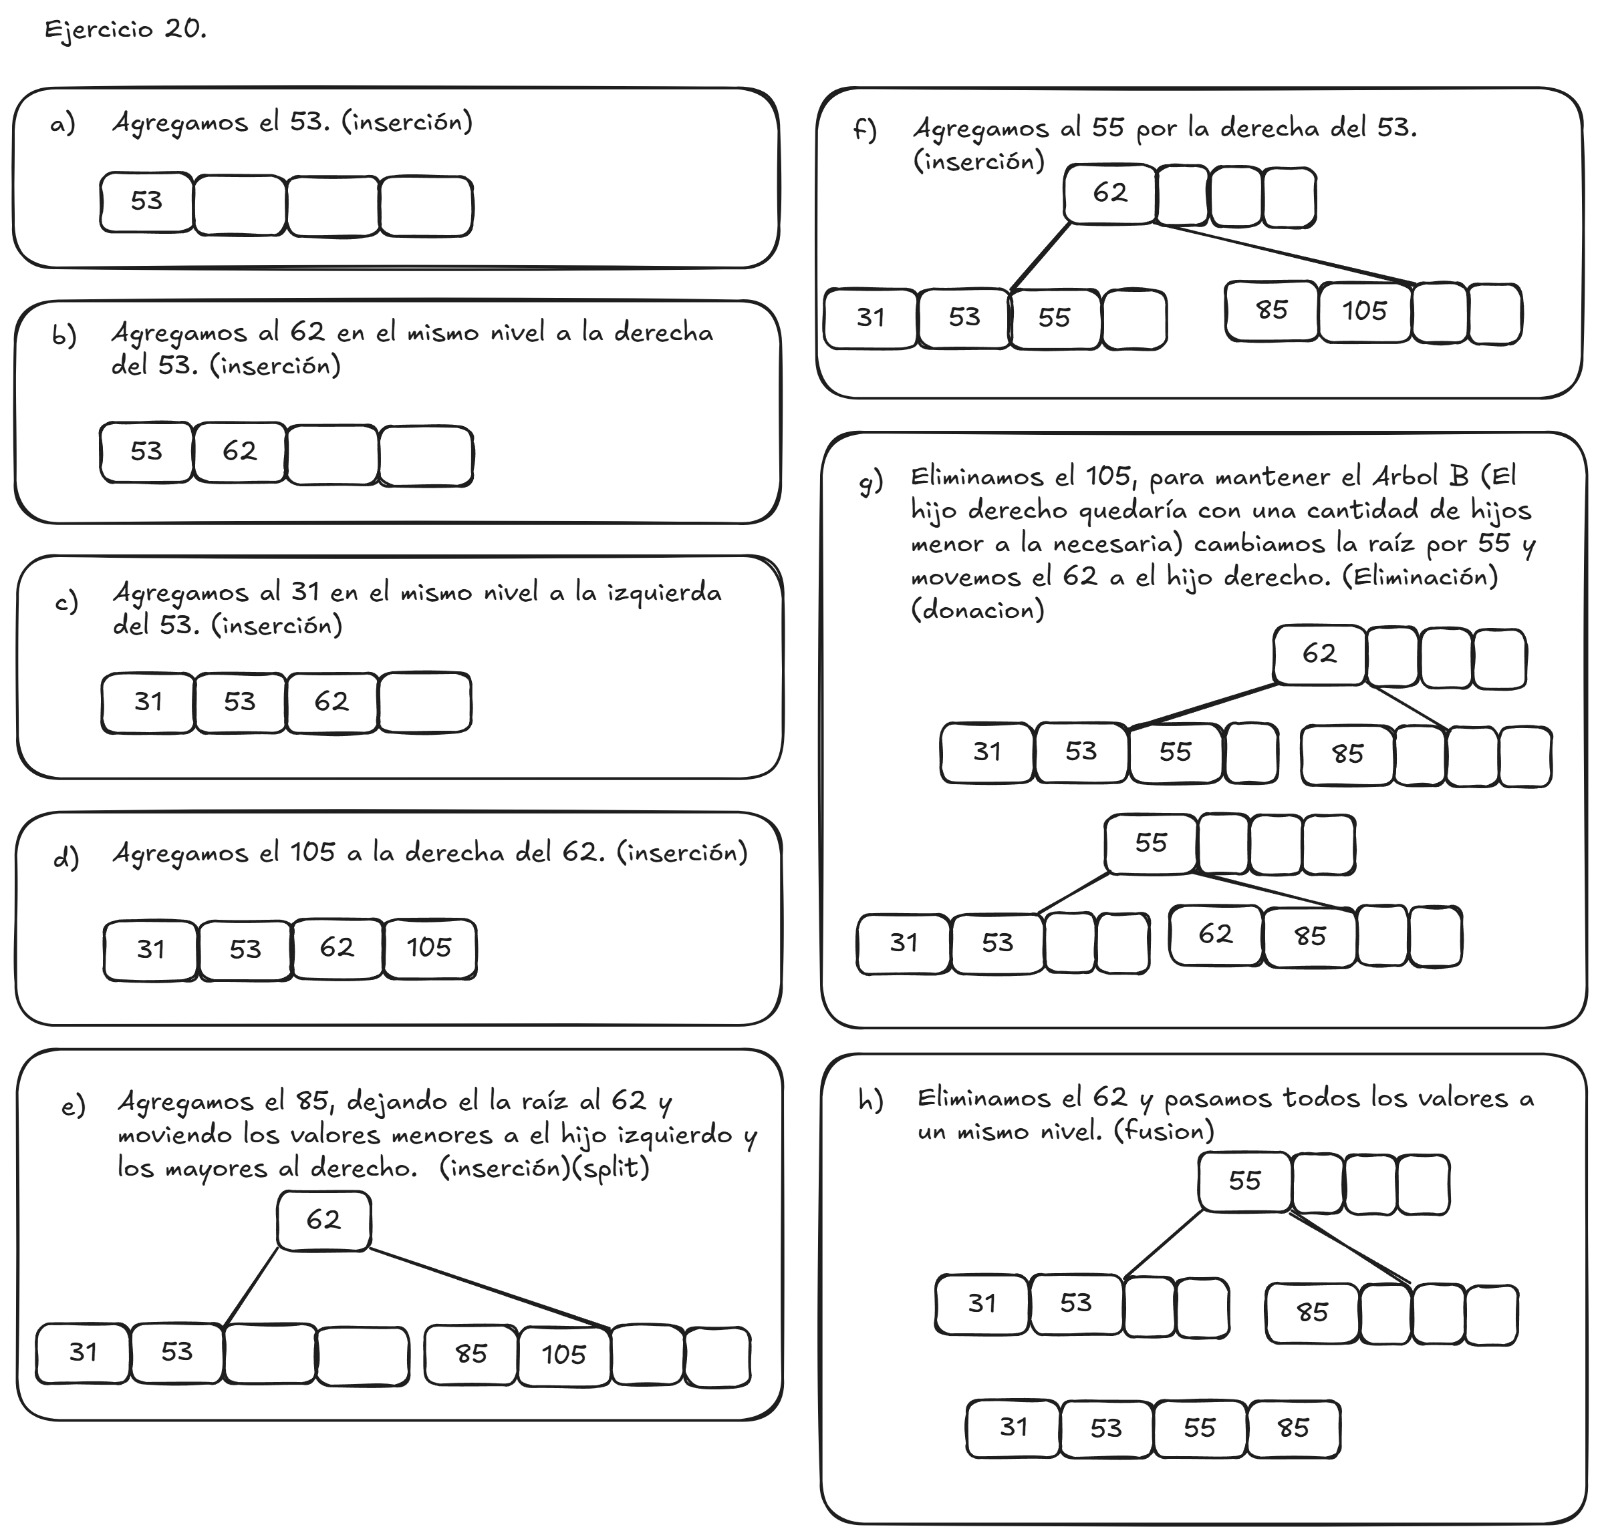 Ejercicio 20.
a) Agregamos el 53. (inserción)
53
b) Agregamos al 62 en el mismo nivel a la derecha
del 53. (inserción)
53 62
c) Agregamos al 31 en el mismo nivel a la izquierda
del 53. (inserción)
31 53 62
d) Agregamos el 105 a la derecha del 62. (inserción)
31 53 62 105
e) Agregamos el 85, dejando el la raíz al 62 y
moviendo los valores menores a el hijo izquierdo y
los mayores al derecho. (inserción)(split)
62
31 53 85 105
f) Agregamos al 55 por la derecha del 53.
(inserción)
62
31 53 55 85 105
g) Eliminamos el 105, para mantener el Arbol B (El
hijo derecho quedaría con una cantidad de hijos
menor a la necesaria) cambiamos la raíz por 55 y
movemos el 62 a el hijo derecho. (Eliminación)
(donacion)
62
31 53 55 85
55
31 53 62 85
h) Eliminamos el 62 y pasamos todos los valores a
un mismo nivel. (fusion)
55
31 53 85
31 53 55 85